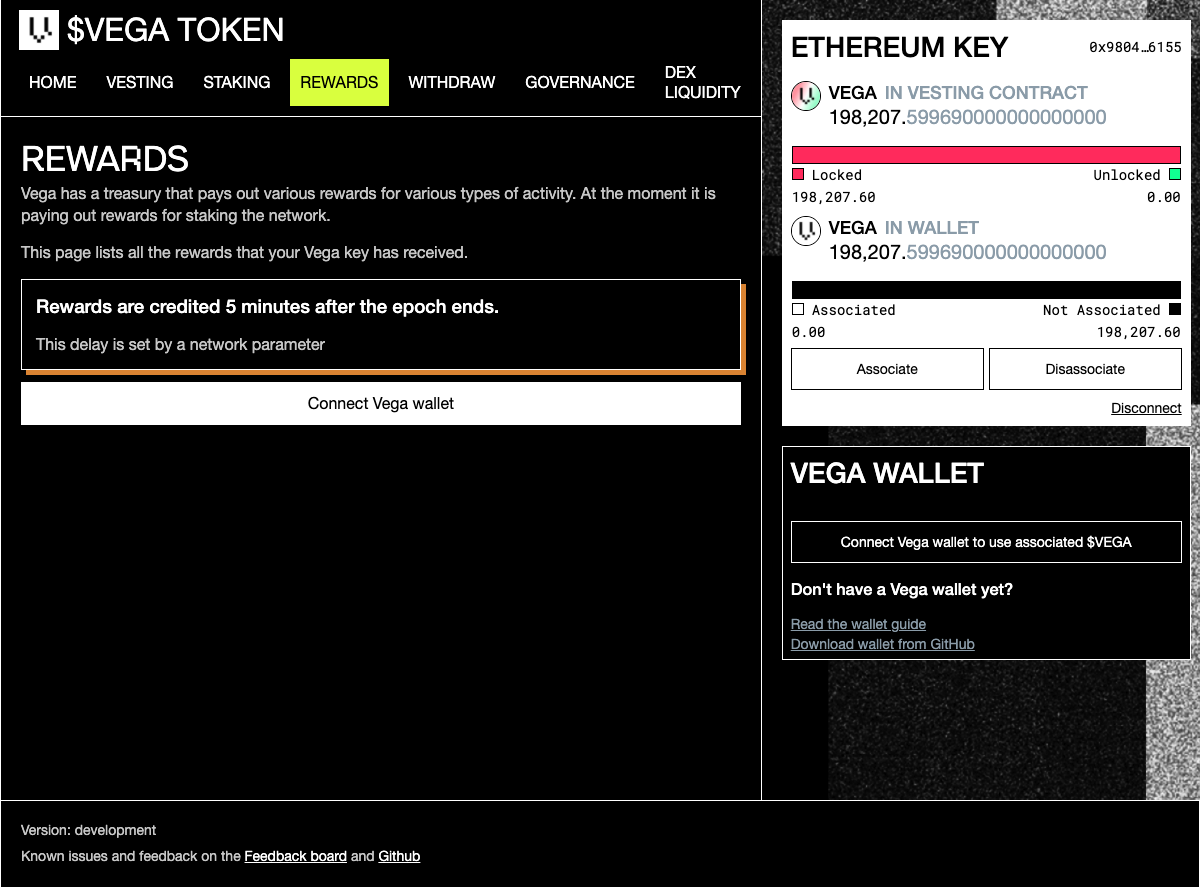 $VEGA TOKEN
HOME VESTING STAKING REWARDS WITHDRAW GOVERNANCE DEX LIQUIDITY
REWARDS
Vega has a treasury that pays out various rewards for various types of activity. At the moment it is
paying out rewards for staking the network.
This page lists all the rewards that your Vega key has received.
Rewards are credited 5 minutes after the epoch ends.
This delay is set by a network parameter
Connect Vega wallet
ETHEREUM KEY 0x9804…6155
VEGA IN VESTING CONTRACT
198,207.599690000000000000
Locked Unlocked
198,207.60 0.00
VEGA IN WALLET
198,207.599690000000000000
Associated Not Associated
0.00 198,207.60
Associate Disassociate
Disconnect
VEGA WALLET
Connect Vega wallet to use associated $VEGA
Don't have a Vega wallet yet?
Read the wallet guide
Download wallet from GitHub
Version: development
Known issues and feedback on the Feedback board and Github